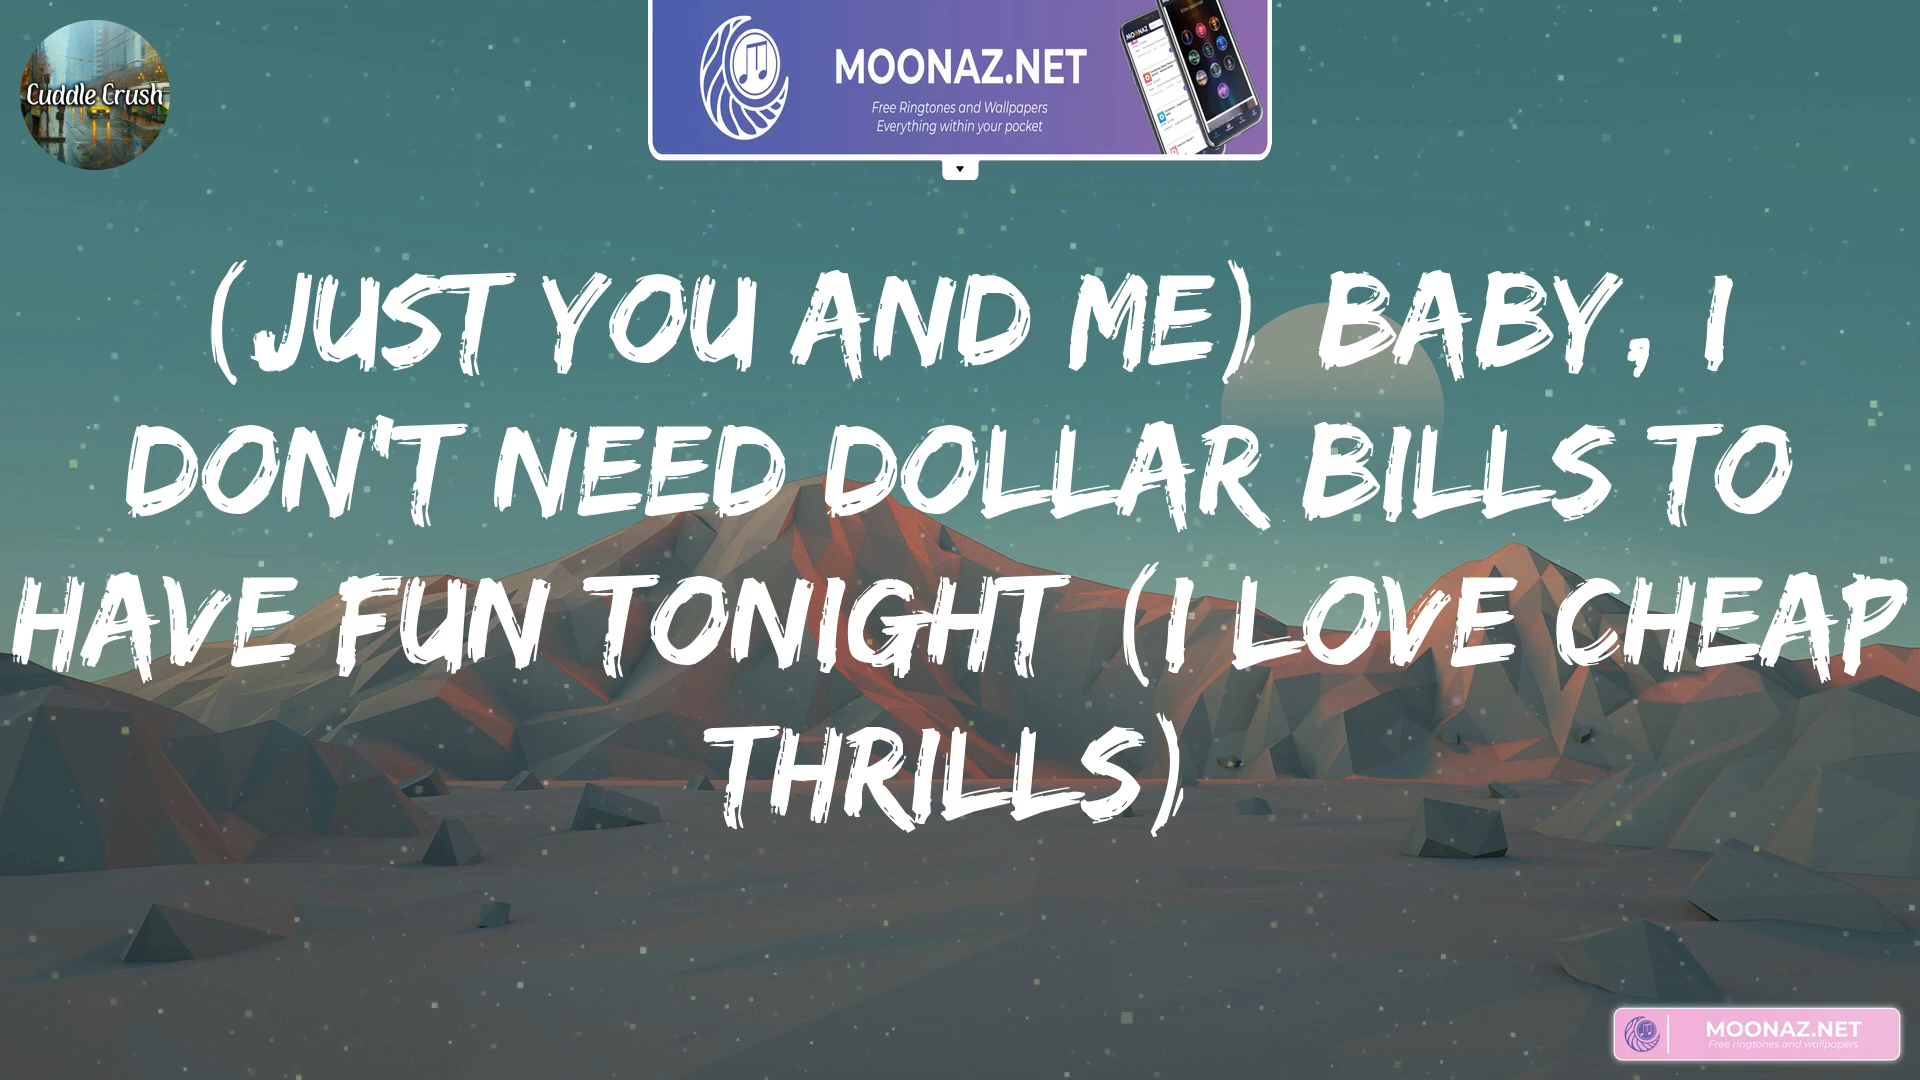 Cuddle Crush
MOONAZ.NET
Free Ringtones and Wallpapers
Everything within your pocket
(JUST YOU AND ME) BABY, I
DON'T NEED DOLLAR BILLS TO
HAVE FUN TONIGHT (I LOVE CHEAP
THRILLS)
MOONAZ.NET
Free ringtones and wallpapers